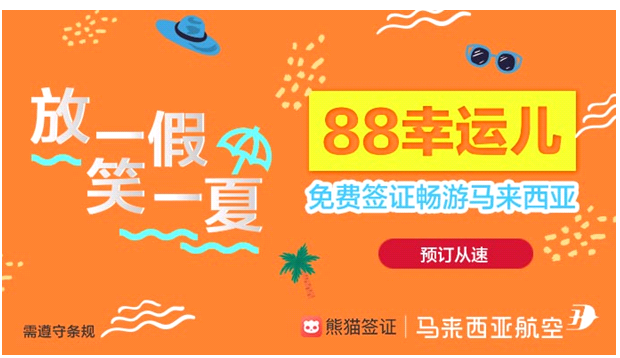 放一假
笑一夏
88幸运儿
免费签证畅游马来西亚
预订从速
需遵守条规
熊猫签证
马来西亚航空